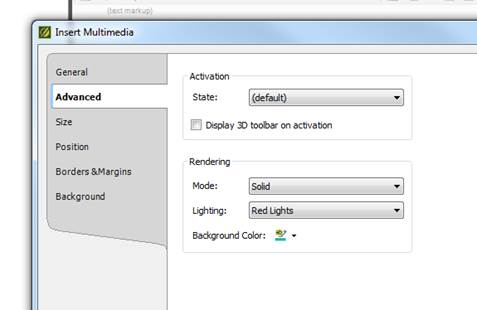 (text markup)
Insert Multimedia
General
Advanced
Size
Position
Borders &Margins
Background
Activation
State: (default)
Display 3D toolbar on activation
Rendering
Mode: Solid
Lighting: Red Lights
Background Color: